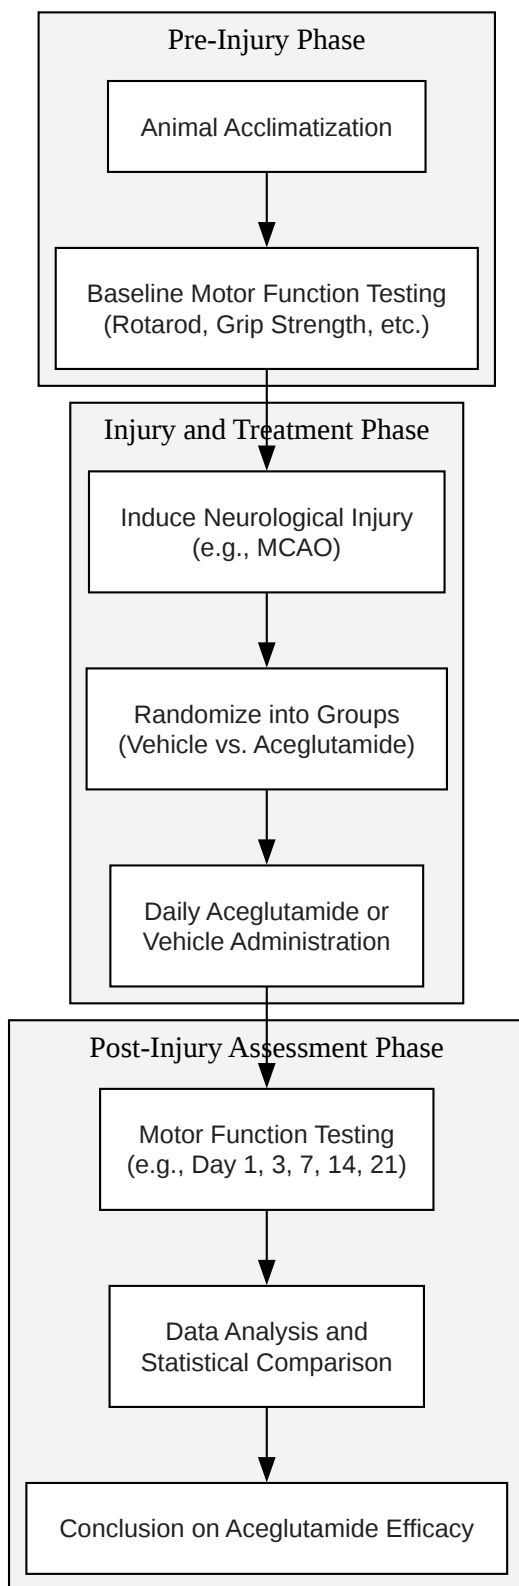 Pre-Injury Phase
Animal Acclimatization
Baseline Motor Function Testing
(Rotarod, Grip Strength, etc.)
Injury and Treatment Phase
Induce Neurological Injury
(e.g., MCAO)
Randomize into Groups
(Vehicle vs. Aceglutamide)
Daily Aceglutamide or
Vehicle Administration
Post-Injury Assessment Phase
Motor Function Testing
(e.g., Day 1, 3, 7, 14, 21)
Data Analysis and
Statistical Comparison
Conclusion on Aceglutamide Efficacy